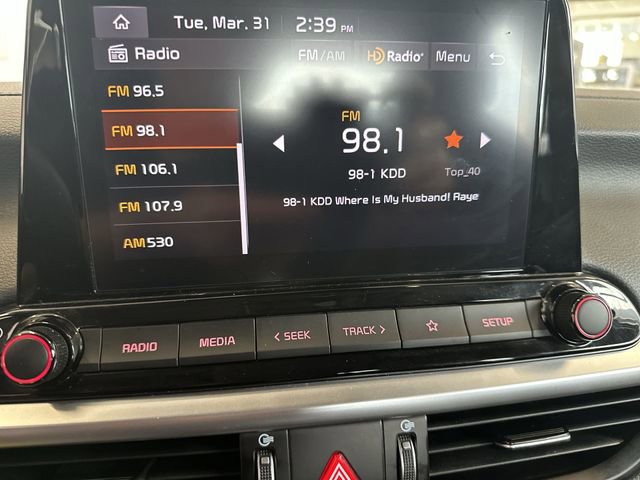 Tue, Mar. 31 2:39 PM
Radio FM/AM HD Radio Menu
FM 96.5
FM 98.1
FM 106.1
FM 107.9
AM 530
FM
98.1
98-1 KDD Top_40
98-1 KDD Where Is My Husband! Raye
RADIO MEDIA < SEEK TRACK > SETUP